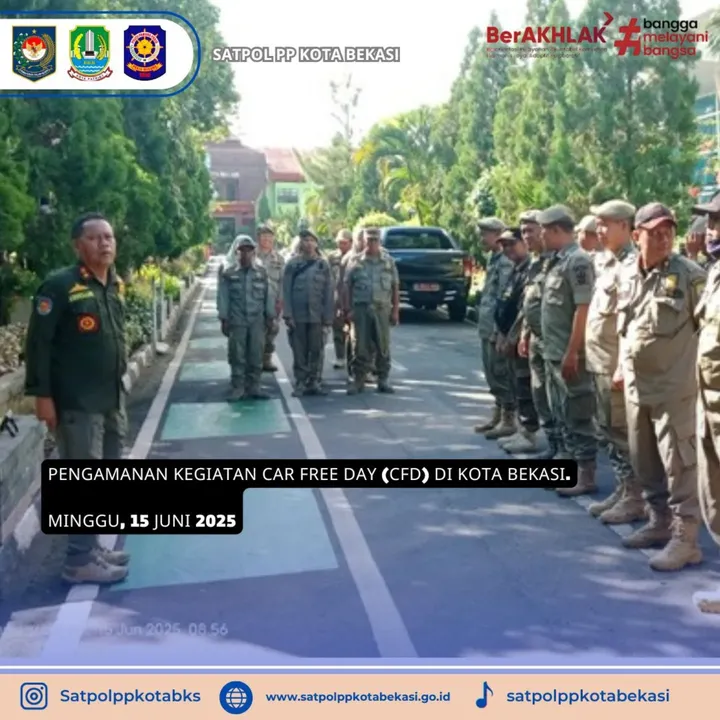 SATPOL PP KOTA BEKASI
BerAKHLAK
#bangga
melayani
bangsa
PENGAMANAN KEGIATAN CAR FREE DAY (CFD) DI KOTA BEKASI.
MINGGU, 15 JUNI 2025
15 Jun 2025 08.56
Satpolppkotabks
www.satpolppkotabekasi.go.id
satpolppkotabekasi